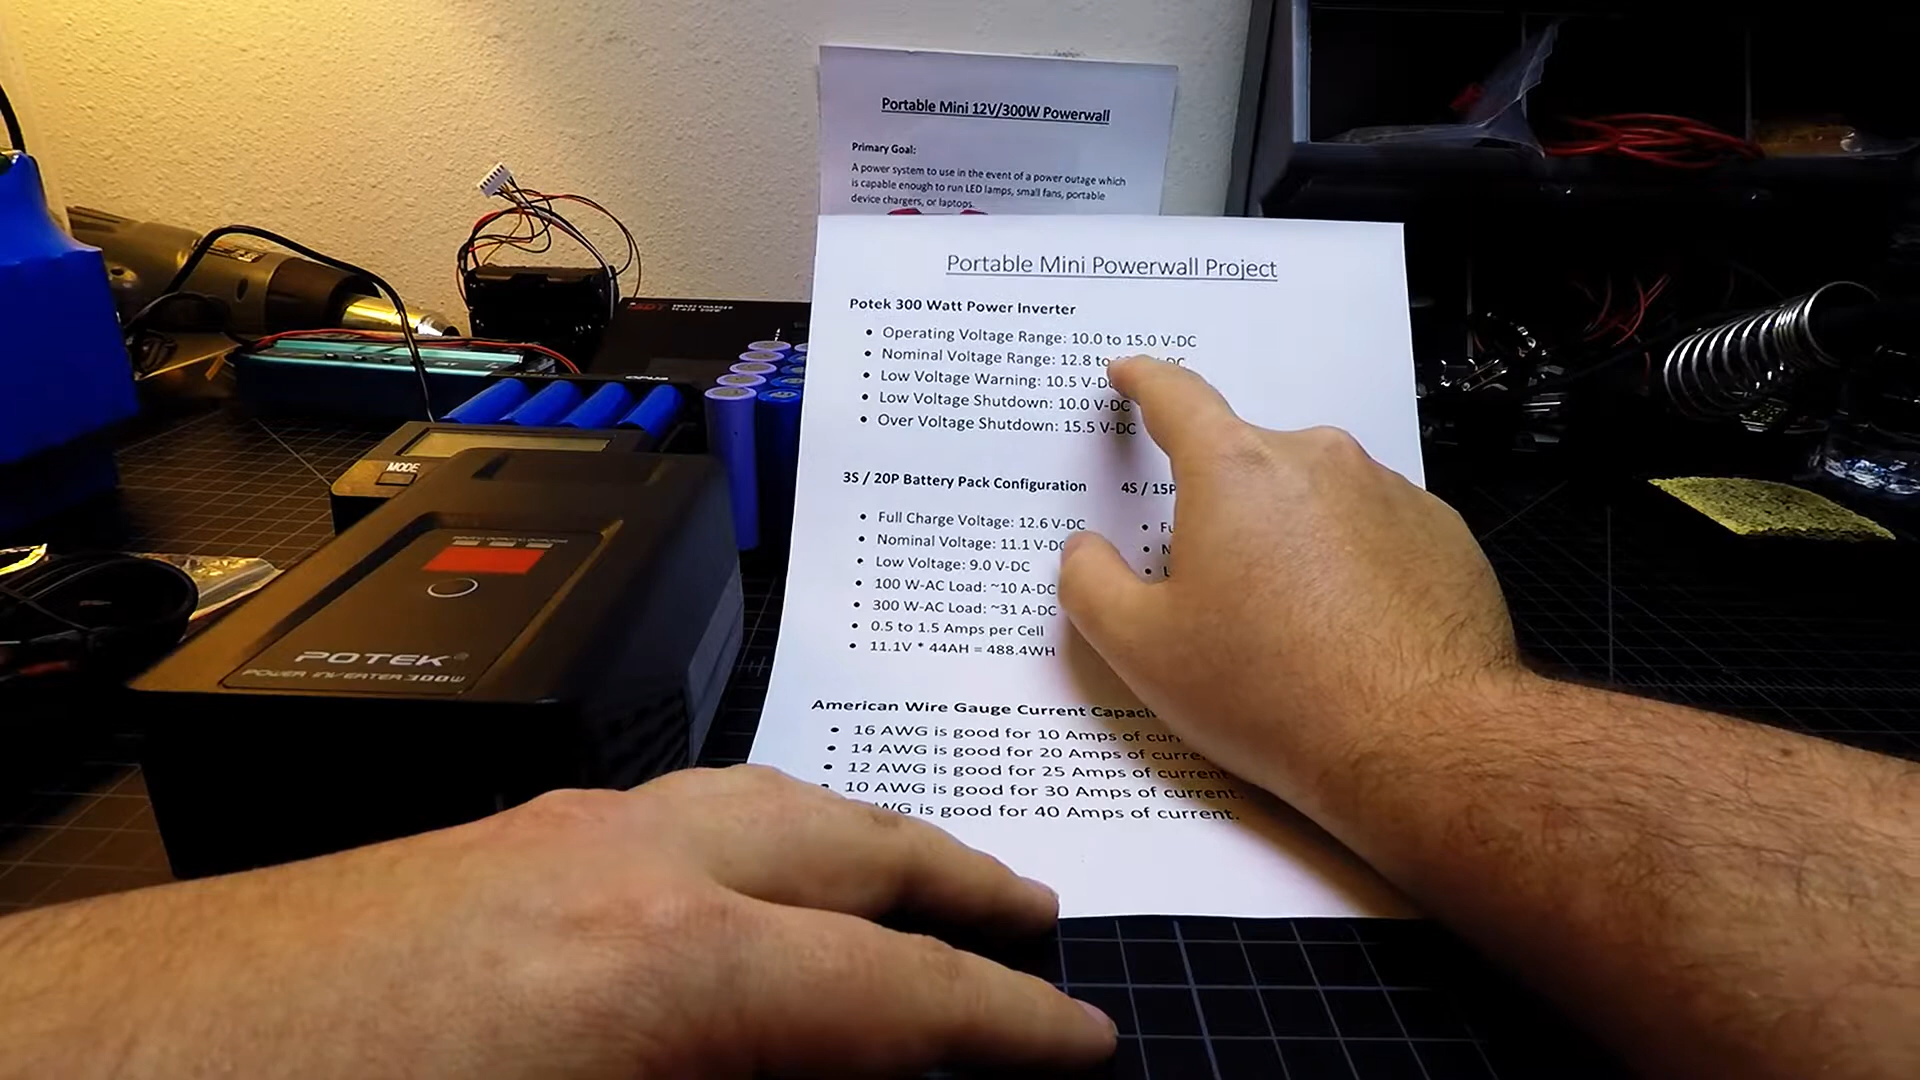 Portable Mini 12V/300W Powerwall
Primary Goal:
A power system to use in the event of a power outage which
is capable enough to run LED lamps, small fans, portable
device chargers, or laptops.
Portable Mini Powerwall Project
Potek 300 Watt Power Inverter
• Operating Voltage Range: 10.0 to 15.0 V-DC
• Nominal Voltage Range: 12.8 to
• Low Voltage Warning: 10.5 V-DC
• Low Voltage Shutdown: 10.0 V-DC
• Over Voltage Shutdown: 15.5 V-DC
3S / 20P Battery Pack Configuration
• Full Charge Voltage: 12.6 V-DC
• Nominal Voltage: 11.1 V-DC
• Low Voltage: 9.0 V-DC
• 100 W-AC Load: ~10 A-DC
• 300 W-AC Load: ~31 A-DC
• 0.5 to 1.5 Amps per Cell
• 11.1V * 44AH = 488.4WH
4S / 15P
American Wire Gauge Current
• 16 AWG is good for 10 Amps of
• 14 AWG is good for 20 Amps of
• 12 AWG is good for 25 Amps of current
• 10 AWG is good for 30 Amps of current.
is good for 40 Amps of current.
MODE
POTEK®
POWER INVERTER 300W
OPUS